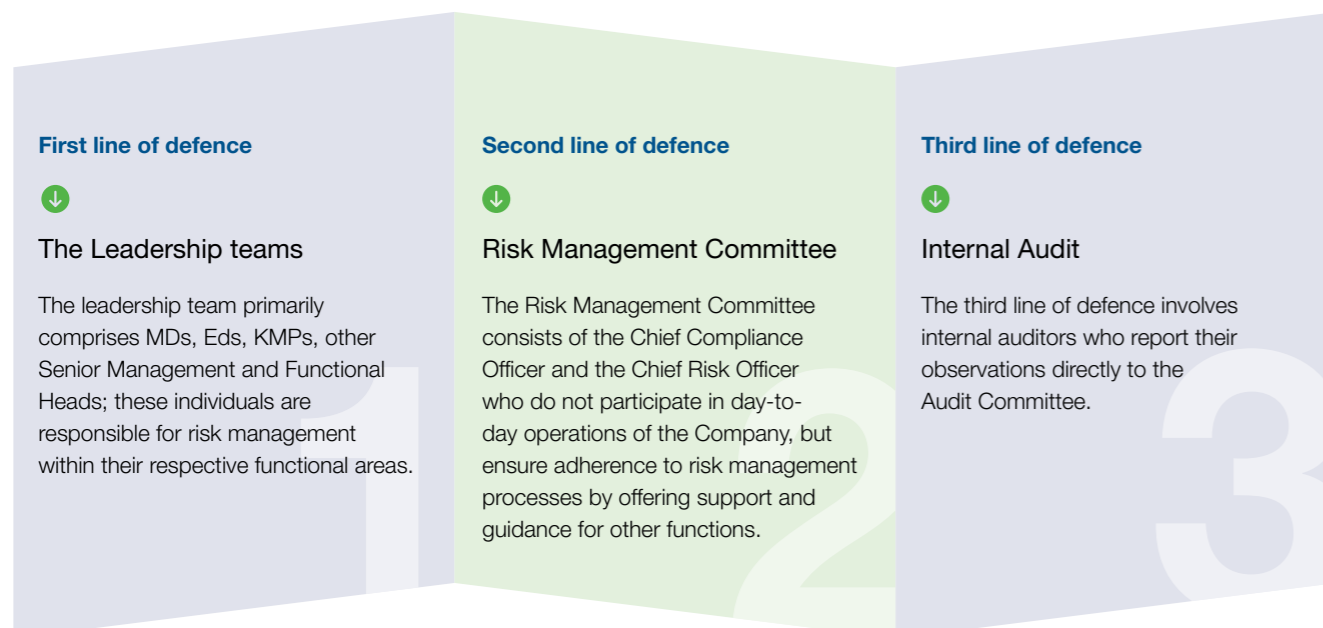 First line of defence
The Leadership teams
The leadership team primarily
comprises MDs, Eds, KMPs, other
Senior Management and Functional
Heads; these individuals are
responsible for risk management
within their respective functional areas.
1
Second line of defence
Risk Management Committee
The Risk Management Committee
consists of the Chief Compliance
Officer and the Chief Risk Officer
who do not participate in day-to-
day operations of the Company, but
ensure adherence to risk management
processes by offering support and
guidance for other functions.
2
Third line of defence
Internal Audit
The third line of defence involves
internal auditors who report their
observations directly to the
Audit Committee.
3